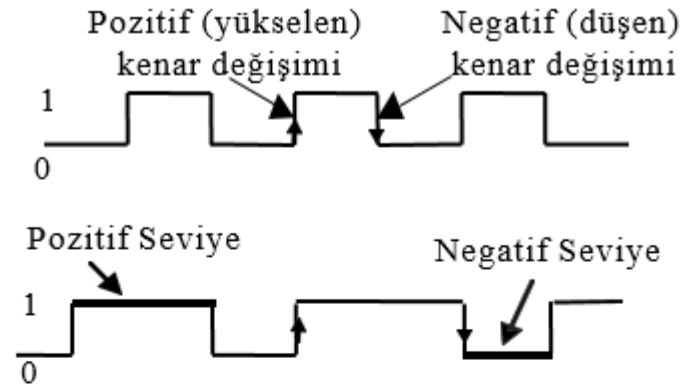 Pozitif (yükselen)
kenar değişimi
Negatif (düşen)
kenar değişimi
1
0
Pozitif Seviye
Negatif Seviye
1
0